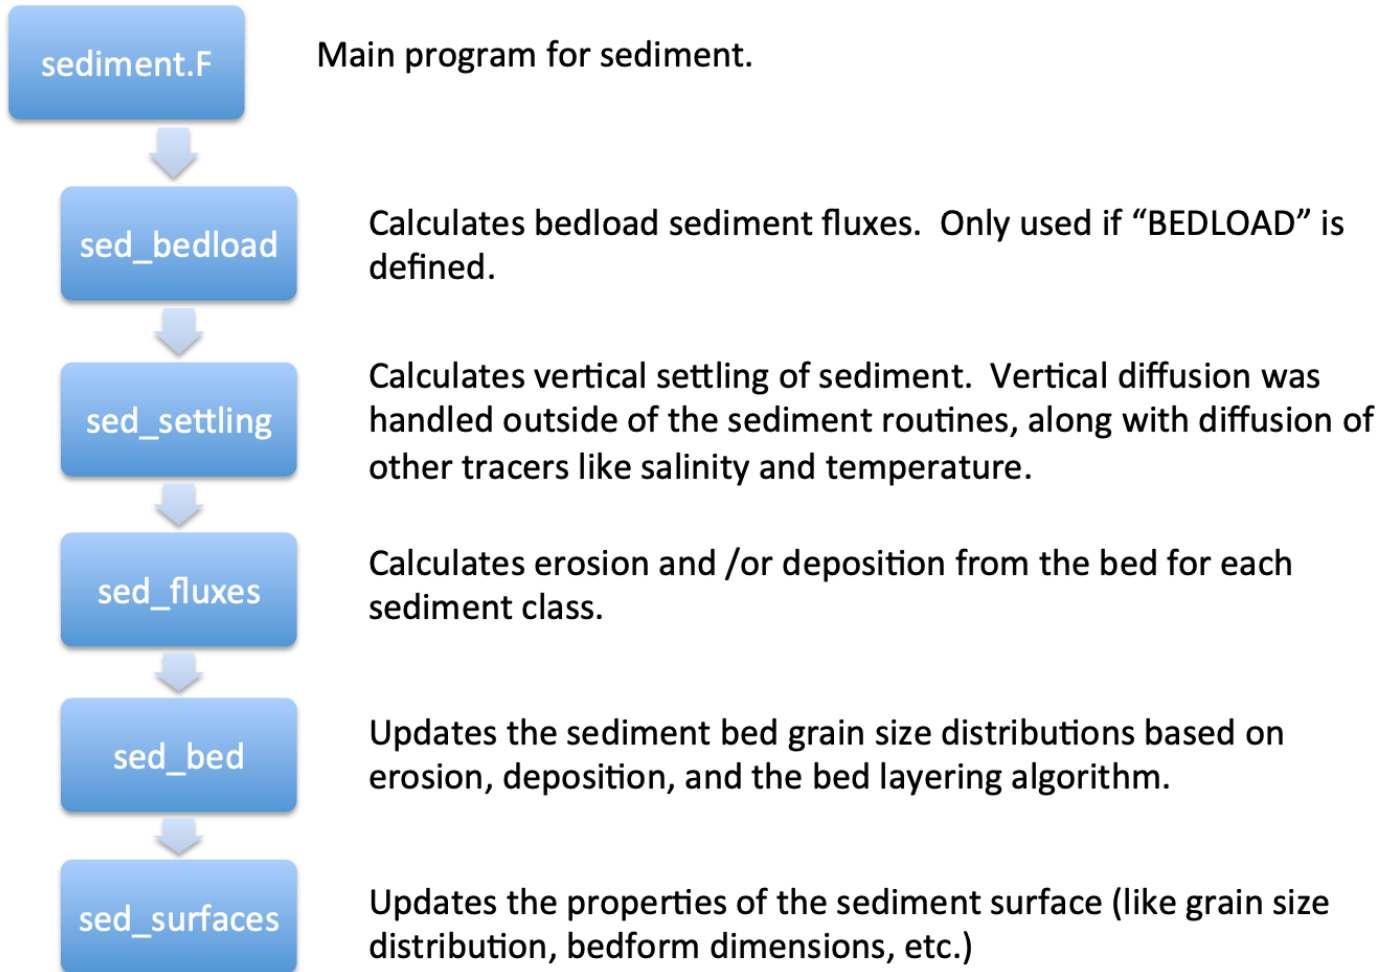 sediment.F
Main program for sediment.
sed_bedload
Calculates bedload sediment fluxes.  Only used if “BEDLOAD” is
defined.
sed_settling
Calculates vertical settling of sediment.  Vertical diffusion was
handled outside of the sediment routines, along with diffusion of
other tracers like salinity and temperature.
sed_fluxes
Calculates erosion and /or deposition from the bed for each
sediment class.
sed_bed
Updates the sediment bed grain size distributions based on
erosion, deposition, and the bed layering algorithm.
sed_surfaces
Updates the properties of the sediment surface (like grain size
distribution, bedform dimensions, etc.)